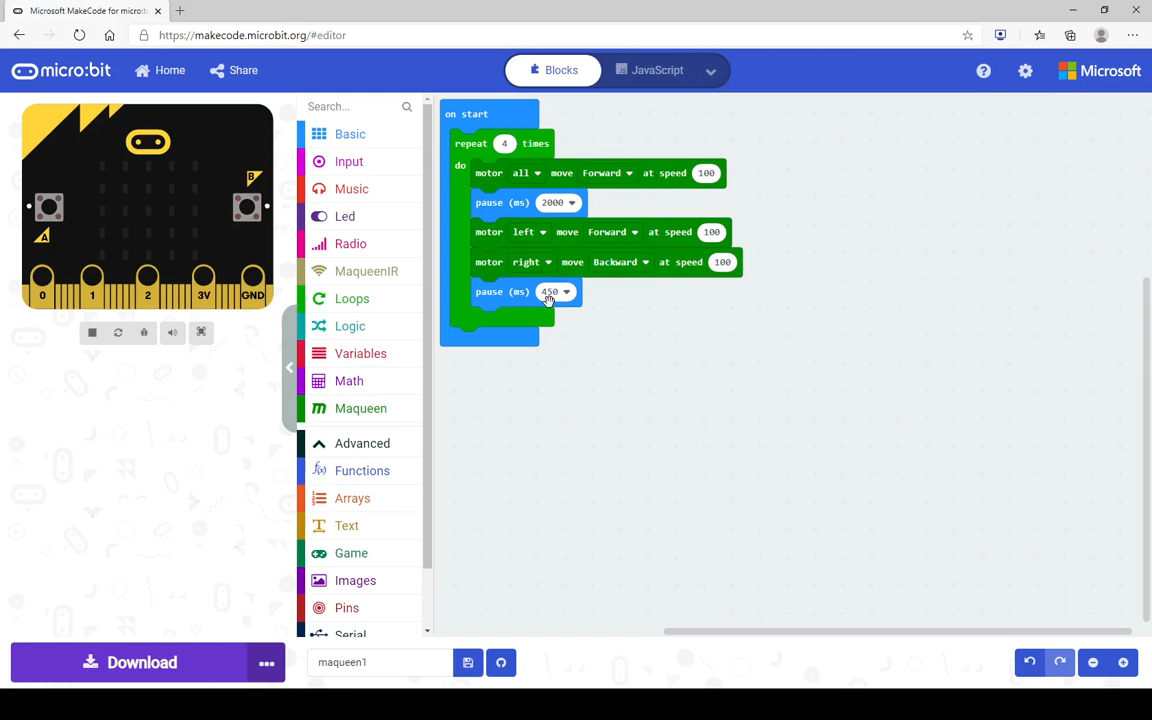 Microsoft MakeCode for micro:b
https://makecode.microbit.org/#editor
micro:bit
Home
Share
Blocks
JavaScript
Microsoft
A
B
0 1 2 3V GND
Search...
Basic
Input
Music
Led
Radio
MaqueenIR
Loops
Logic
Variables
Math
Maqueen
Advanced
Functions
Arrays
Text
Game
Images
Pins
Serial
on start
repeat 4 times
do
motor all move Forward at speed 100
pause (ms) 2000
motor left move Forward at speed 100
motor right move Backward at speed 100
pause (ms) 450
Download
maqueen1